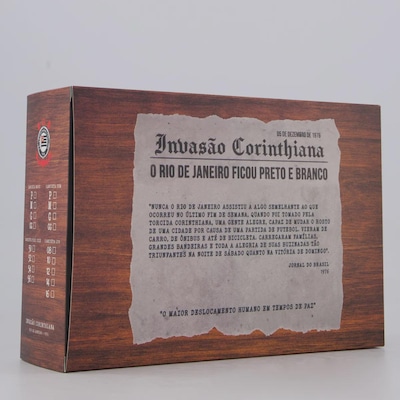 05 DE DEZEMBRO DE 1976
Invasão Corinthiana
O RIO DE JANEIRO FICOU PRETO E BRANCO
"NUNCA O RIO DE JANEIRO ASSISTIU A ALGO SEMELHANTE AO QUE
OCORREU NO ÚLTIMO FIM DE SEMANA, QUANDO FOI TOMADO PELA
TORCIDA CORINTHIANA, UMA GENTE ALEGRE, CAPAZ DE MUDAR O ROSTO
DE UMA CIDADE POR CAUSA DE UMA PARTIDA DE FUTEBOL. VIERAM DE
CARRO, DE ÔNIBUS E ATÉ DE BICICLETA. CARREGARAM FAMÍLIAS,
GRANDES BANDEIRAS E TODA A ALEGRIA DE SUAS BUZINADAS TÃO
TRIUNFANTES NA NOITE DE SÁBADO QUANTO NA VITÓRIA DE DOMINGO".
JORNAL DO BRASIL
1976
"O MAIOR DESLOCAMENTO HUMANO EM TEMPOS DE PAZ"
P
M
G
INVASÃO CORINTHIANA